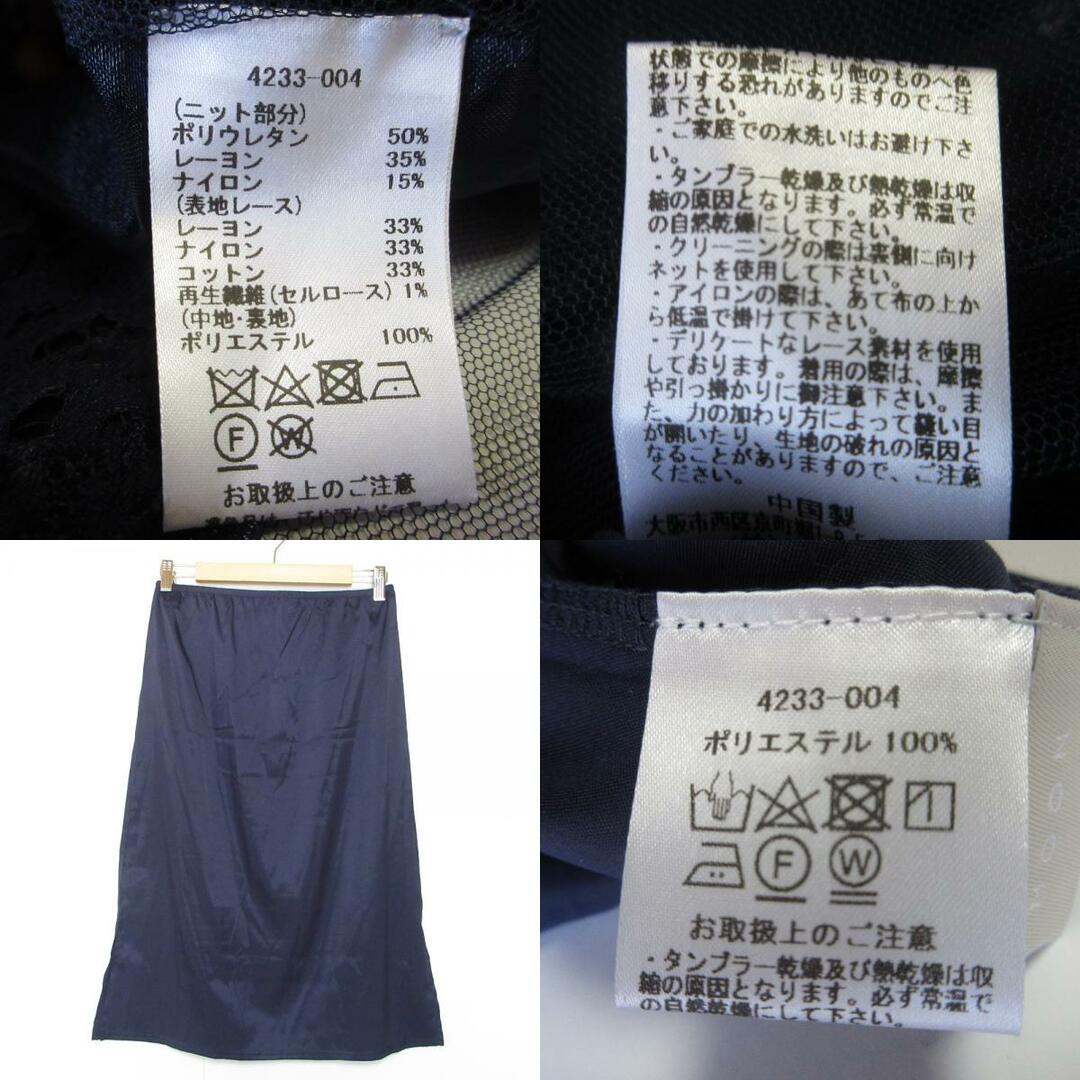 4233-004
(ニット部分)
ポリウレタン 50%
レーヨン 35%
ナイロン 15%
(表地レース)
レーヨン 33%
ナイロン 33%
コットン 33%
再生繊維(セルロース) 1%
(中地・裏地)
ポリエステル 100%
F
W
お取扱上のご注意
状態での摩擦により他のものへ色
移りする恐れがありますのでご注
意下さい。
・ご家庭での水洗いはお避け下さ
い。
・タンブラー乾燥及び熱乾燥は収
縮の原因となります。必ず常温で
の自然乾燥にして下さい。
・クリーニングの際は裏側に向け
ネットを使用して下さい。
・アイロンの際は、あて布の上か
ら低温で掛けて下さい。
・デリケートなレース素材を使用
しております。着用の際は、摩擦
や引っ掛かりに御注意下さい。ま
た、力の加わり方によって縫い目
が開いたり、生地の破れの原因と
なることがありますので、ご注意
ください。
中国製
大阪市西区京町堀1
4233-004
ポリエステル 100%
F
W
お取扱上のご注意
・タンブラー乾燥及び熱乾燥は収
縮の原因となります。必ず常温で
の自然乾燥にして下さい。